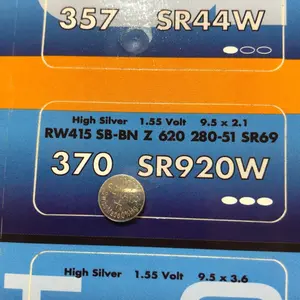 357 SR44W
High Silver 1.55 Volt 9.5 x 2.1
RW415 SB-BN Z 620 280-51 SR69
370 SR920W
High Silver 1.55 Volt 9.5 x 3.6